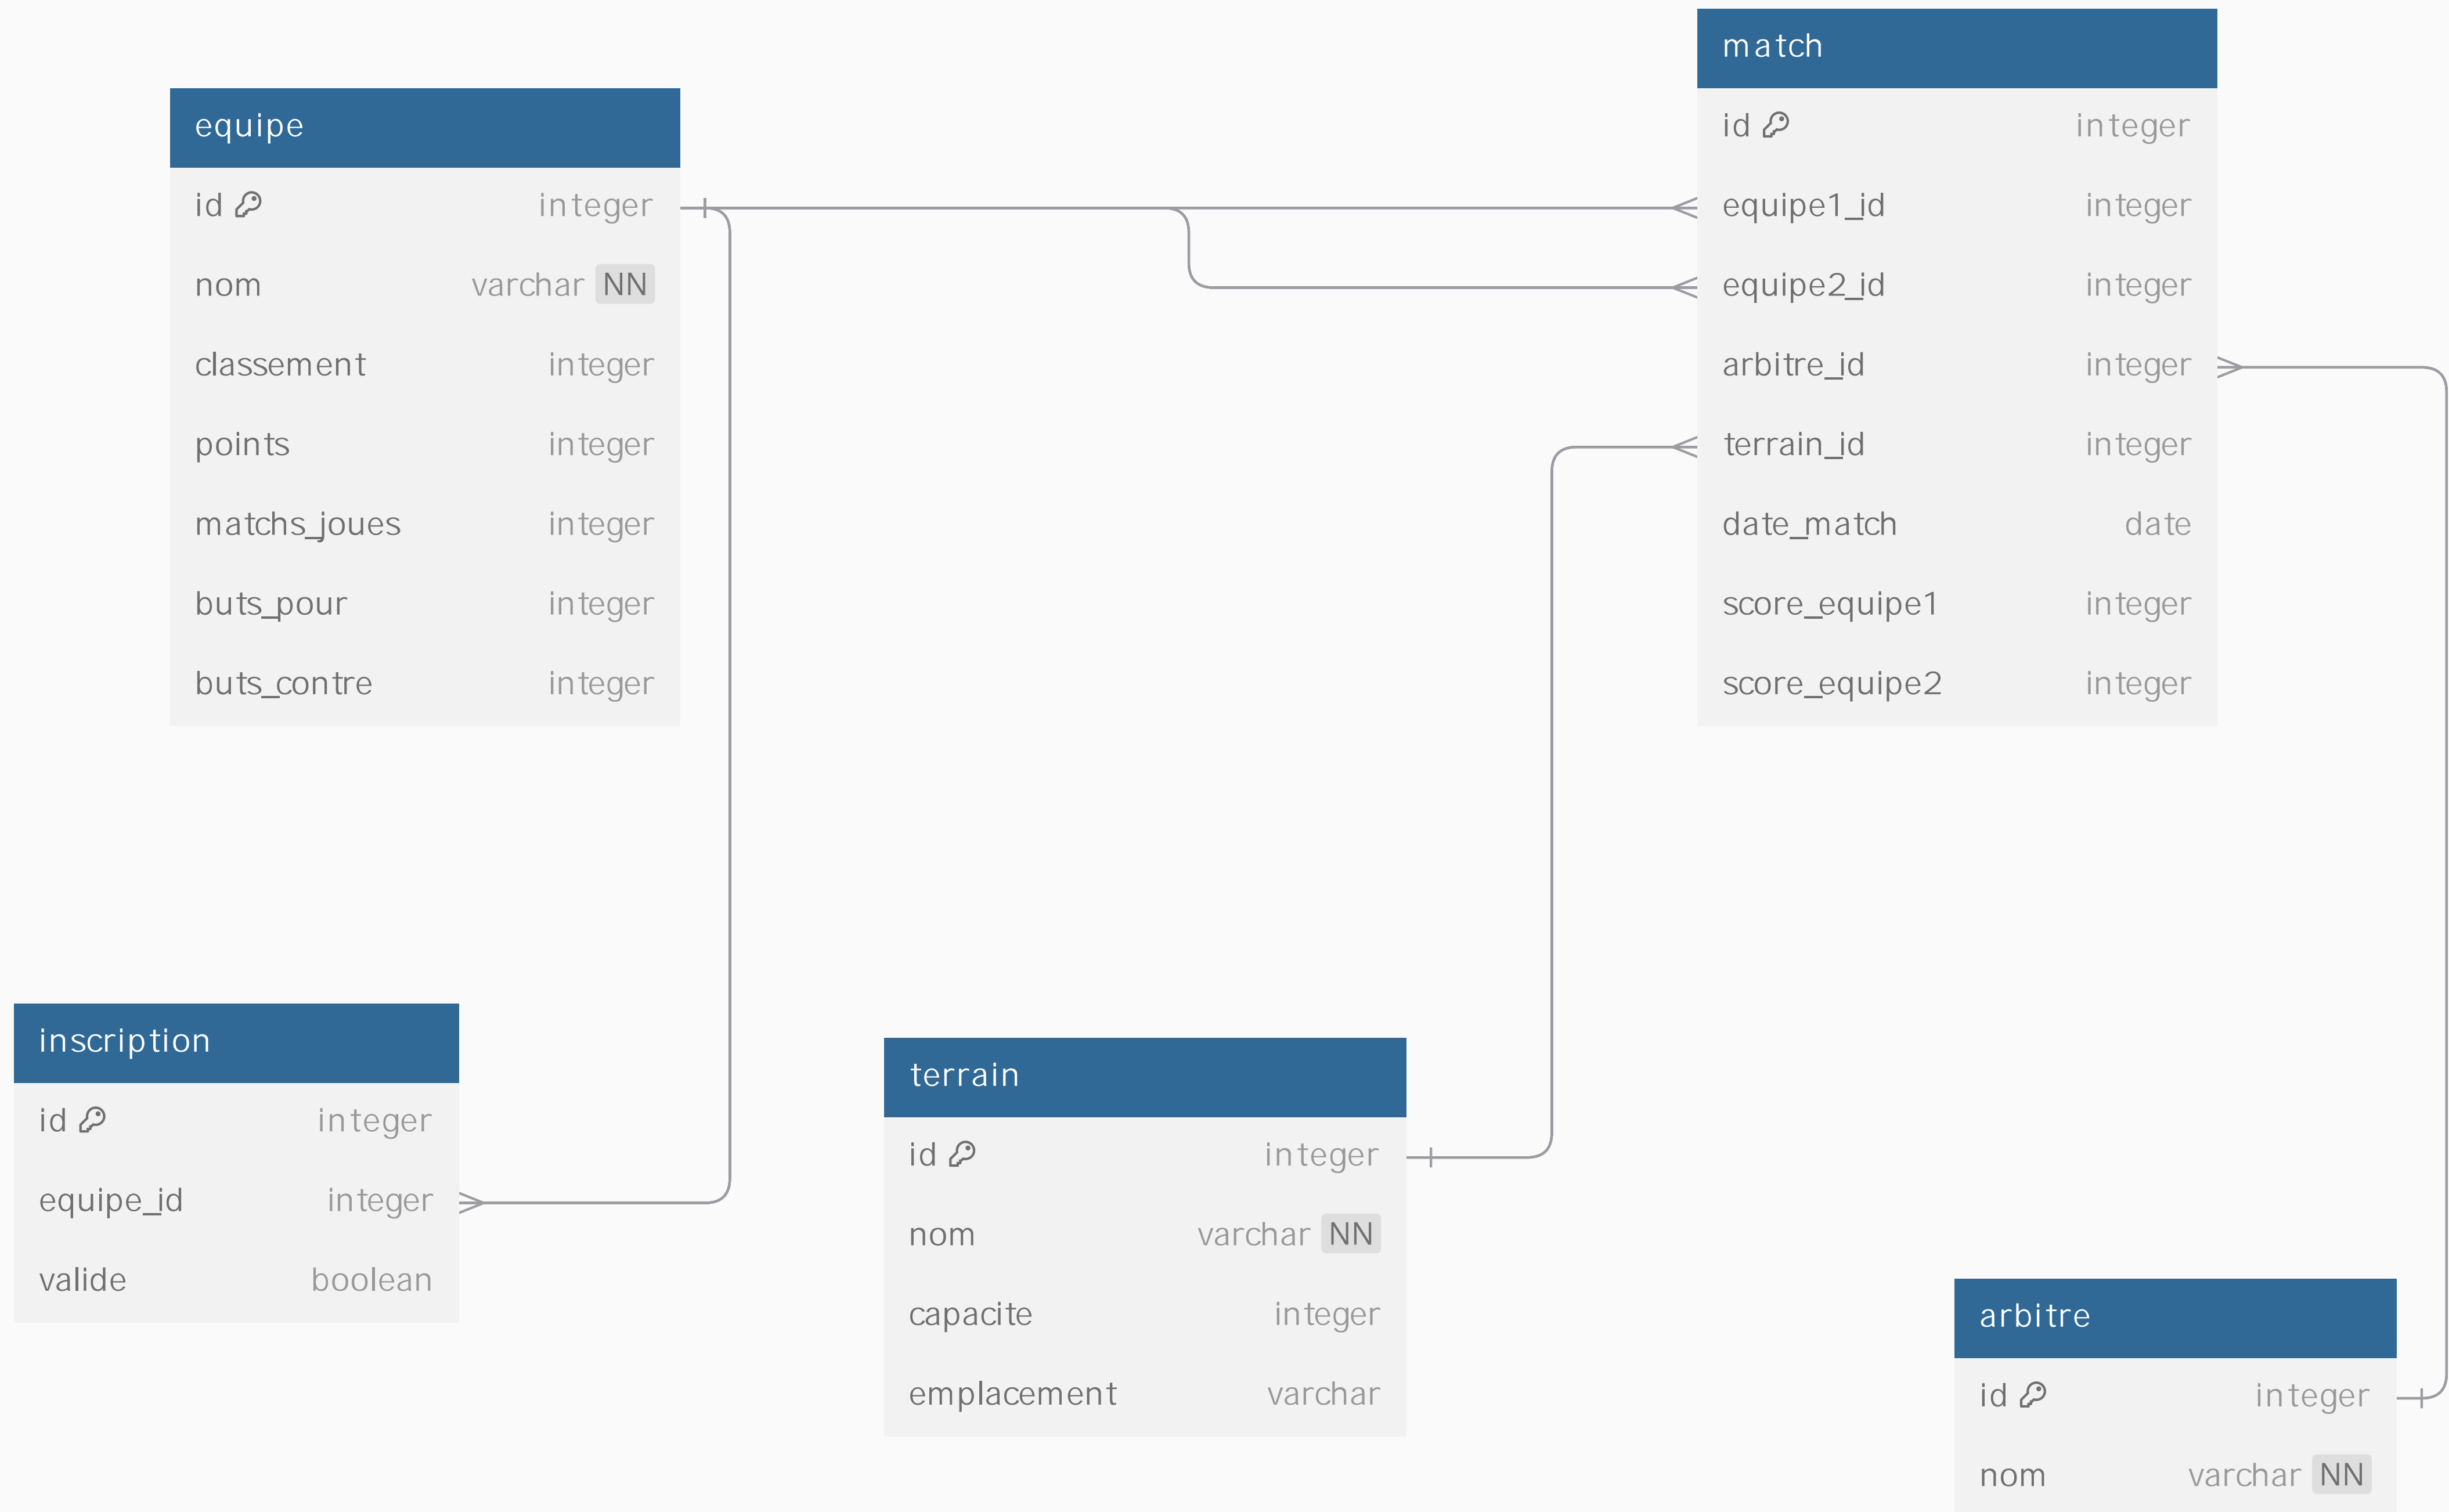 equipe
id integer
nom varchar NN
classement integer
points integer
matchs_joues integer
buts_pour integer
buts_contre integer
match
id integer
equipe1_id integer
equipe2_id integer
arbitre_id integer
terrain_id integer
date_match date
score_equipe1 integer
score_equipe2 integer
inscription
id integer
equipe_id integer
valide boolean
terrain
id integer
nom varchar NN
capacite integer
emplacement varchar
arbitre
id integer
nom varchar NN